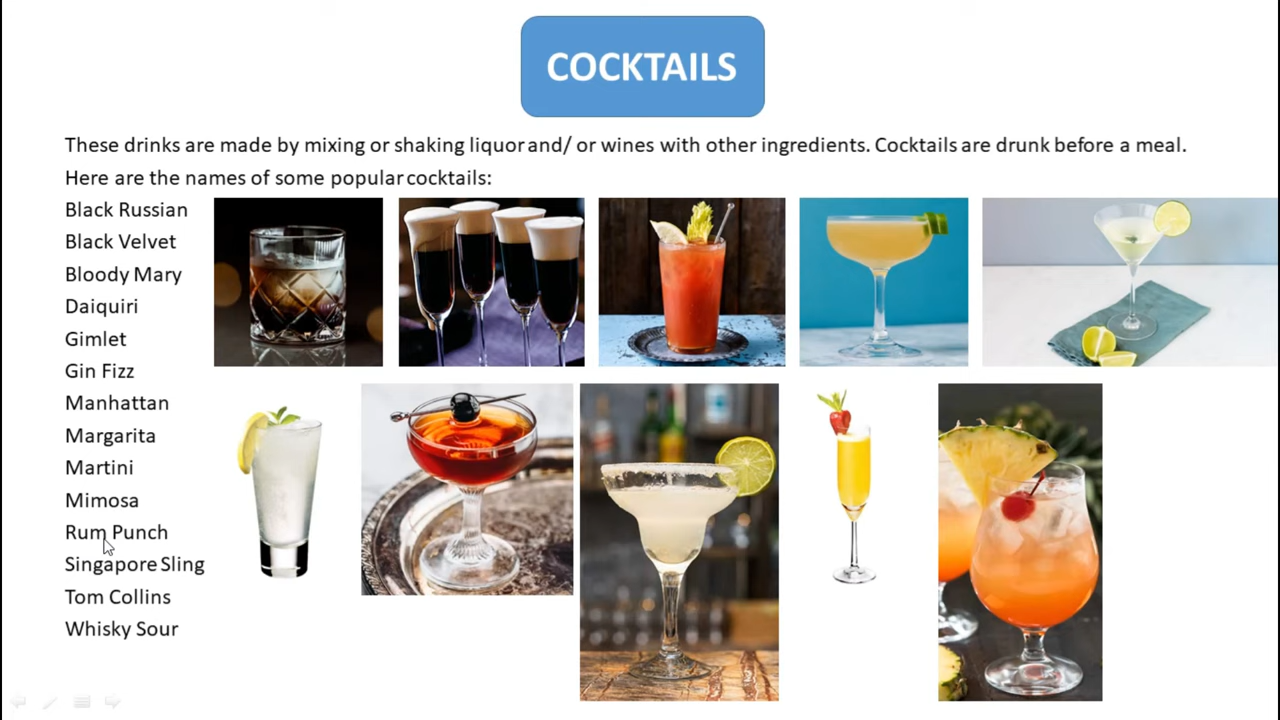 COCKTAILS
These drinks are made by mixing or shaking liquor and/ or wines with other ingredients. Cocktails are drunk before a meal.
Here are the names of some popular cocktails:
Black Russian
Black Velvet
Bloody Mary
Daiquiri
Gimlet
Gin Fizz
Manhattan
Margarita
Martini
Mimosa
Rum Punch
Singapore Sling
Tom Collins
Whisky Sour